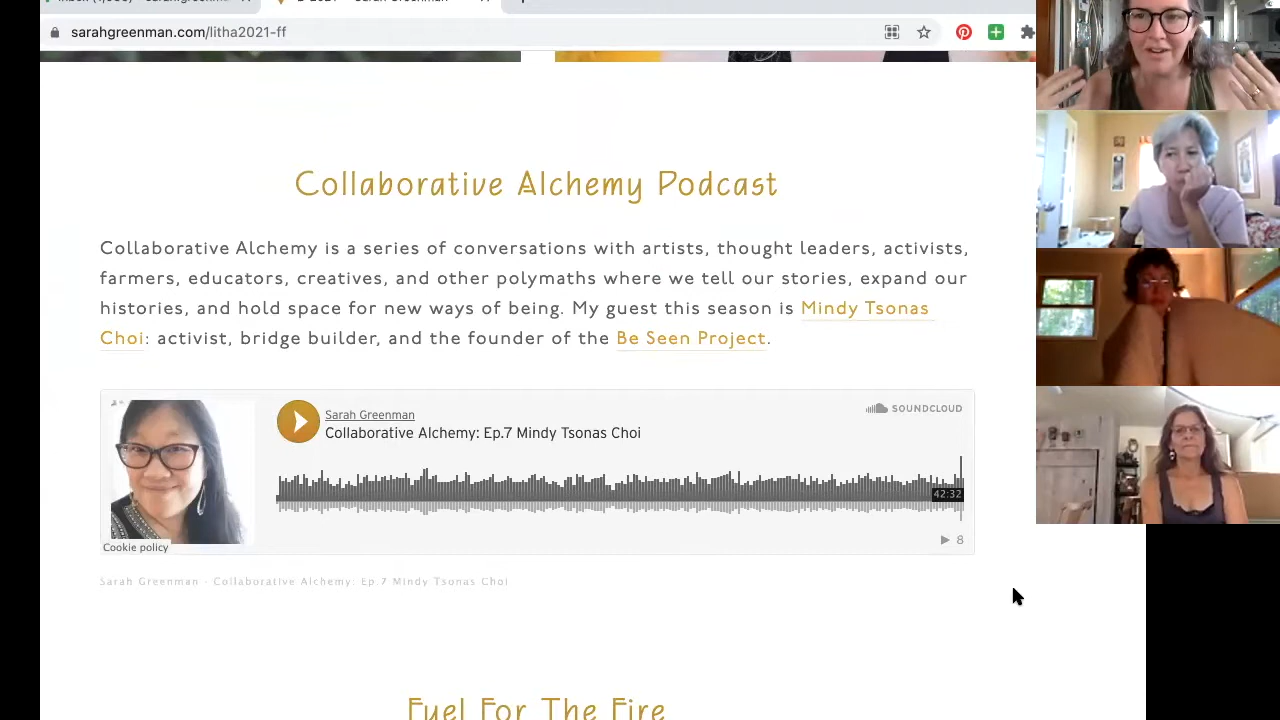 sarahgreenman.com/litha2021-ff
Collaborative Alchemy Podcast
Collaborative Alchemy is a series of conversations with artists, thought leaders, activists,
farmers, educators, creatives, and other polymaths where we tell our stories, expand our
histories, and hold space for new ways of being. My guest this season is Mindy Tsonas
Choi: activist, bridge builder, and the founder of the Be Seen Project.
Sarah Greenman
SOUNDCLOUD
Collaborative Alchemy: Ep.7 Mindy Tsonas Choi
42:32
8
Cookie policy
Sarah Greenman · Collaborative Alchemy: Ep.7 Mindy Tsonas Choi
Fuel For The Fire